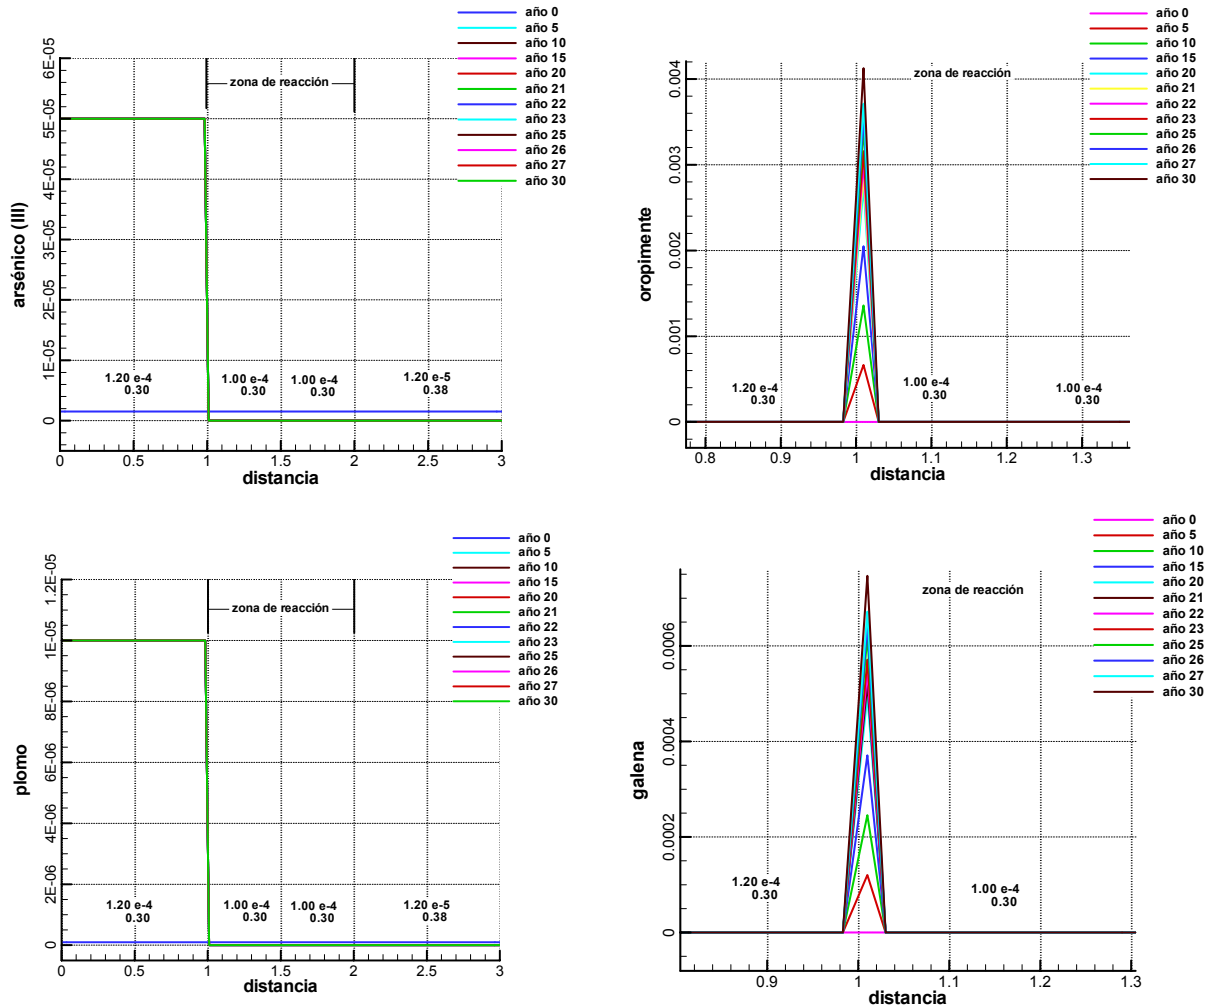 año 0
año 5
año 10
año 15
año 20
año 21
año 22
año 23
año 25
año 26
año 27
año 30
zona de reacción
6E-05
5E-05
4E-05
3E-05
2E-05
1E-05
0
arsénico (III)
1.20 e-4 1.00 e-4 1.00 e-4 1.20 e-5
0.30 0.30 0.30 0.38
0 0.5 1 1.5 2 2.5 3
distancia
año 0
año 5
año 10
año 15
año 20
año 21
año 22
año 23
año 25
año 26
año 27
año 30
zona de reacción
0.004
0.003
0.002
0.001
0
oropimente
1.20 e-4 1.00 e-4 1.00 e-4
0.30 0.30 0.30
0.8 0.9 1 1.1 1.2 1.3
distancia
año 0
año 5
año 10
año 15
año 20
año 21
año 22
año 23
año 25
año 26
año 27
año 30
zona de reacción
1.2E-05
1E-05
8E-06
6E-06
4E-06
2E-06
0
plomo
1.20 e-4 1.00 e-4 1.00 e-4 1.20 e-5
0.30 0.30 0.30 0.38
0 0.5 1 1.5 2 2.5 3
distancia
año 0
año 5
año 10
año 15
año 20
año 21
año 22
año 23
año 25
año 26
año 27
año 30
zona de reacción
0.0006
0.0004
0.0002
0
galena
1.20 e-4 1.00 e-4
0.30 0.30
0.9 1 1.1 1.2 1.3
distancia